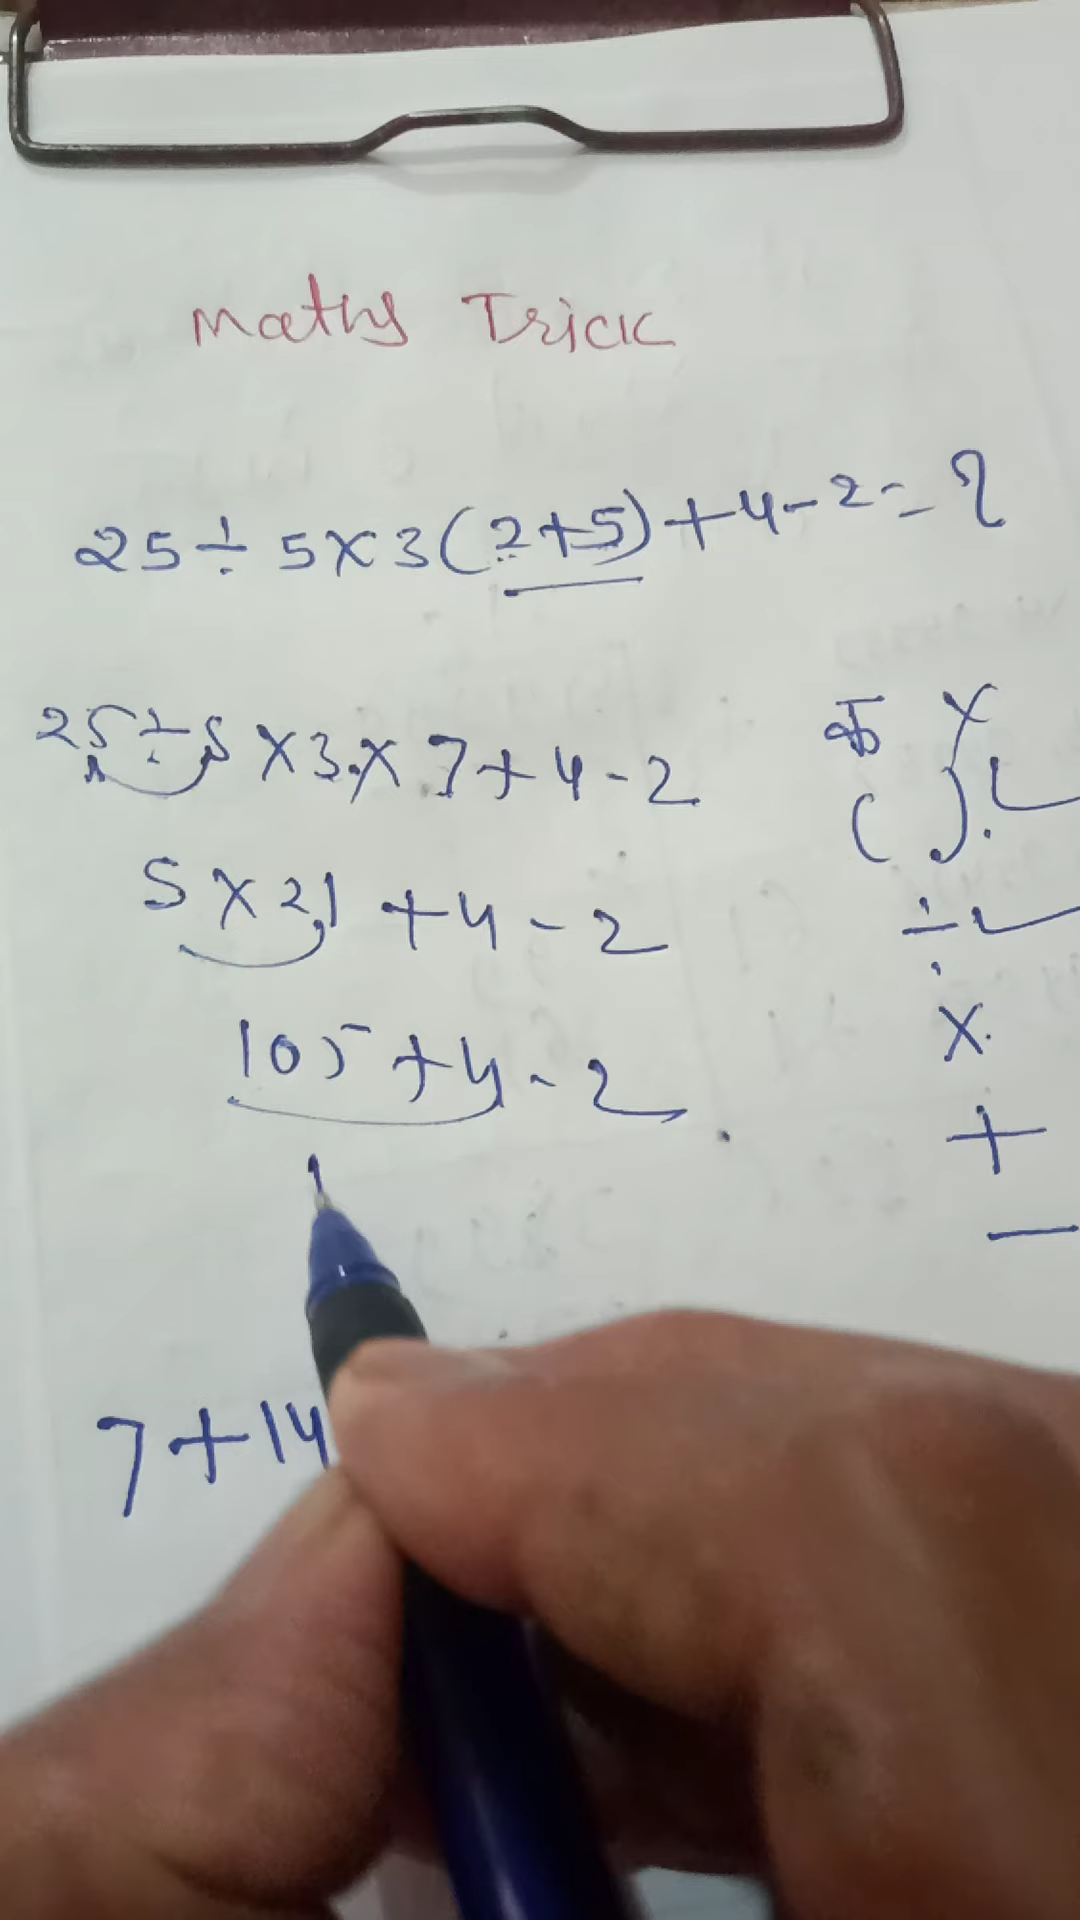 Maths Trick
25 ÷ 5 × 3 (2+5) + 4 - 2 = ?
25 ÷ 5 × 3 × 7 + 4 - 2
5 × 21 + 4 - 2
105 + 4 - 2
1
7 + 14
क
( )
÷
×
+
−